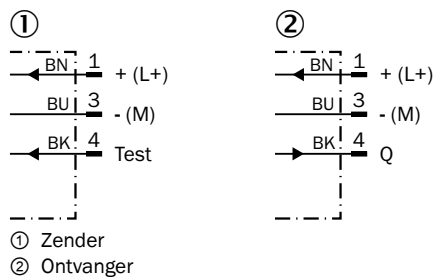 ① ②
BN 1 + (L+) BN 1 + (L+)
BU 3 - (M) BU 3 - (M)
BK 4 Test BK 4 Q
① Zender
② Ontvanger